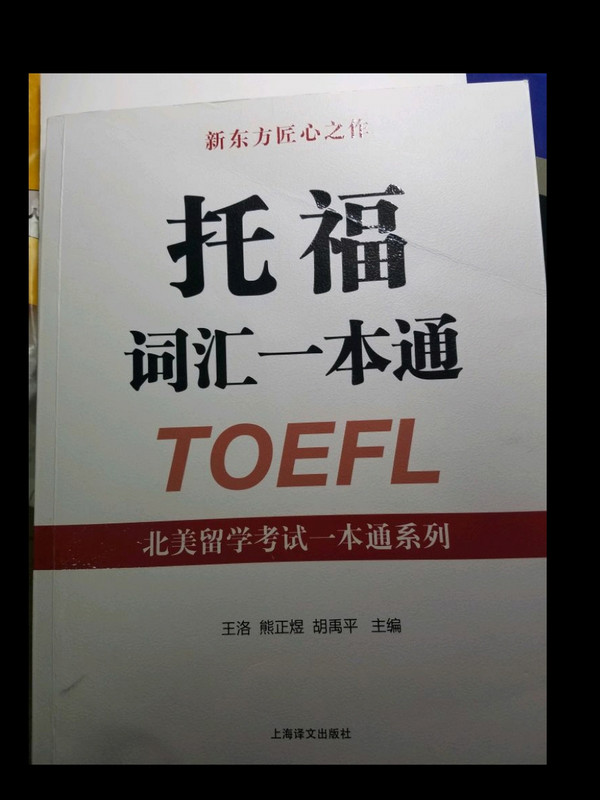 新东方匠心之作
托福
词汇一本通
TOEFL
北美留学考试一本通系列
王洛 熊正煜 胡禹平 主编
上海译文出版社